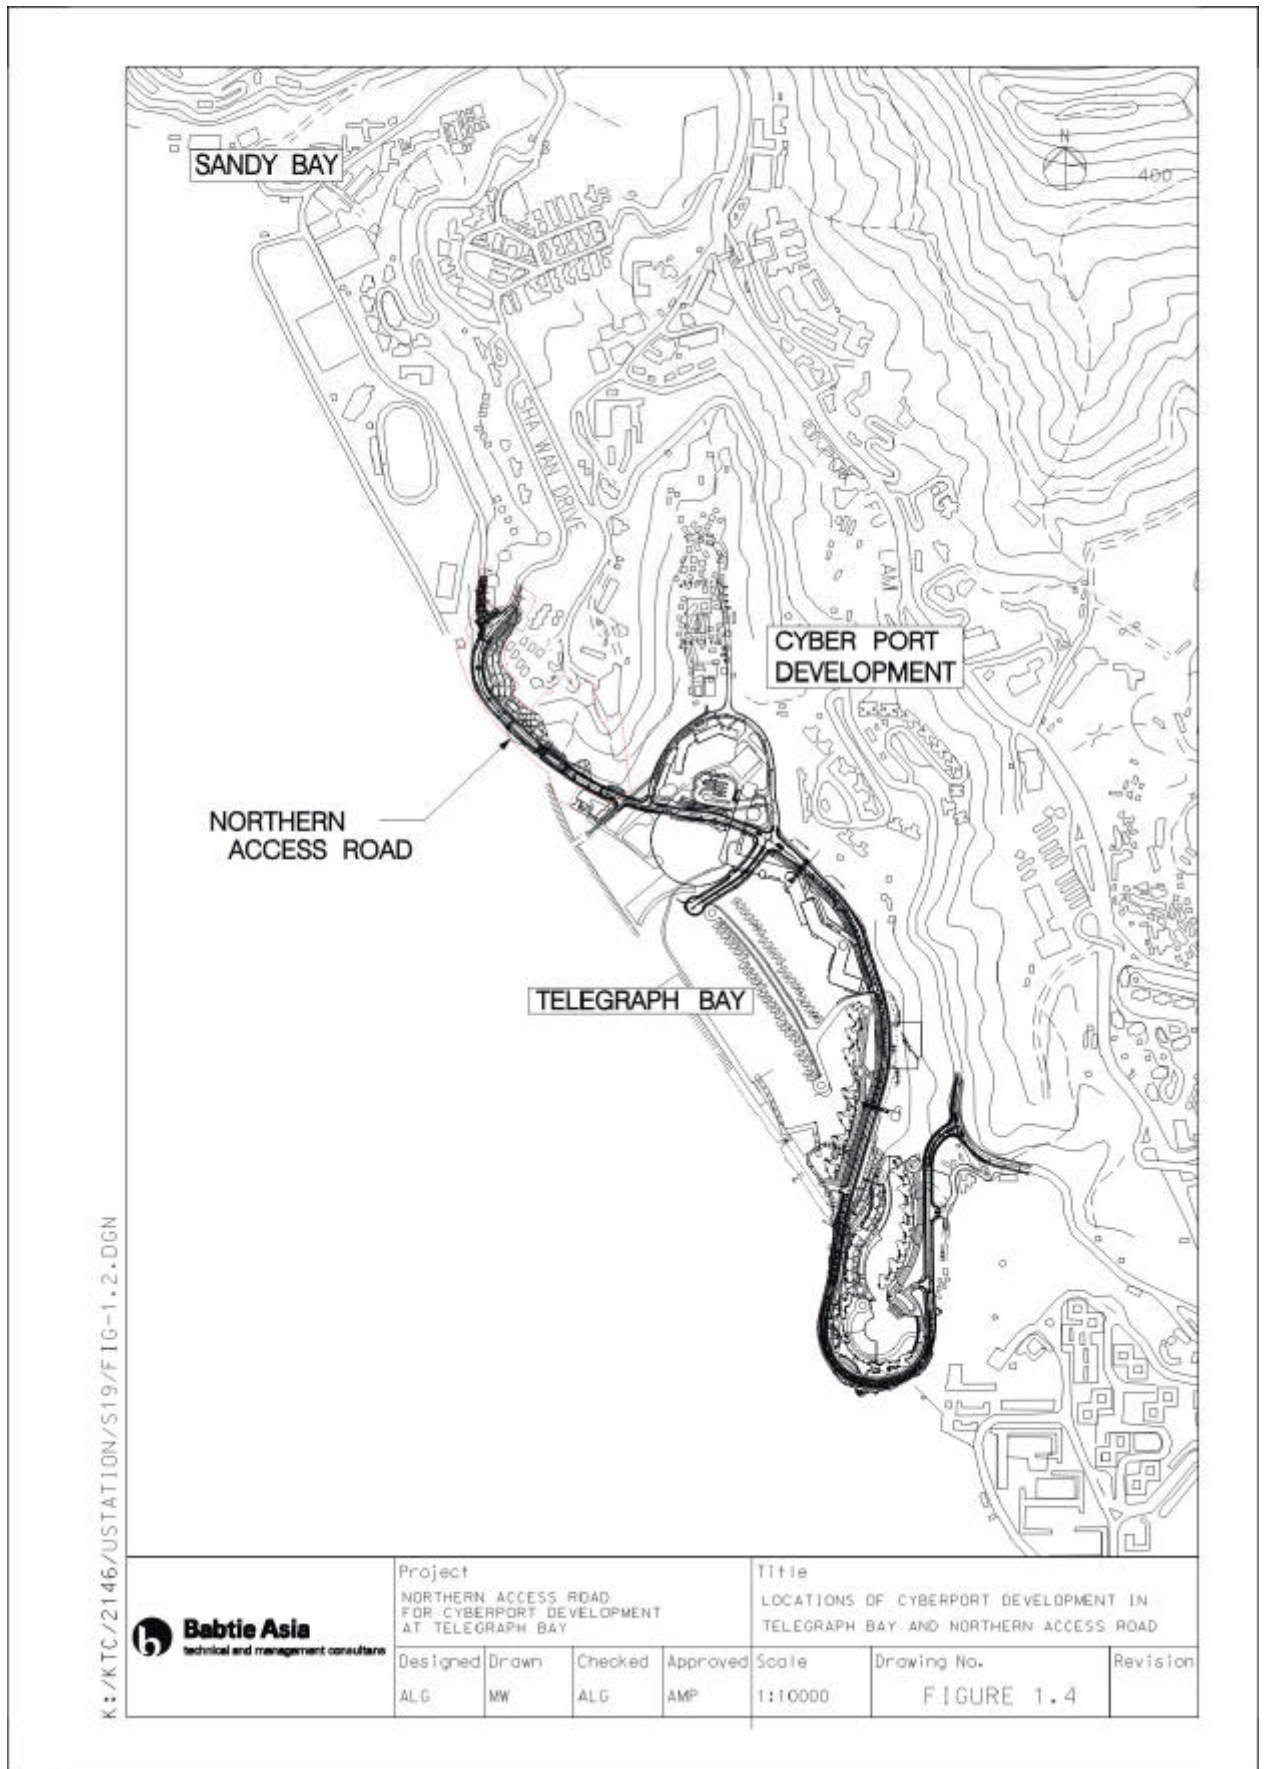 SANDY BAY
N
400
SHA WAN DRIVE
FU LAM
CYBER PORT
DEVELOPMENT
NORTHERN
ACCESS ROAD
TELEGRAPH BAY
K:/KTC/2146/USTATION/S19/FIG-1.2.DGN
Babtie Asia
technical and management consultants
Project
NORTHERN ACCESS ROAD
FOR CYBERPORT DEVELOPMENT
AT TELEGRAPH BAY
Title
LOCATIONS OF CYBERPORT DEVELOPMENT IN
TELEGRAPH BAY AND NORTHERN ACCESS ROAD
Designed Drawn Checked Approved Scale Drawing No. Revision
ALG MW ALG AMP 1:10000 FIGURE 1.4